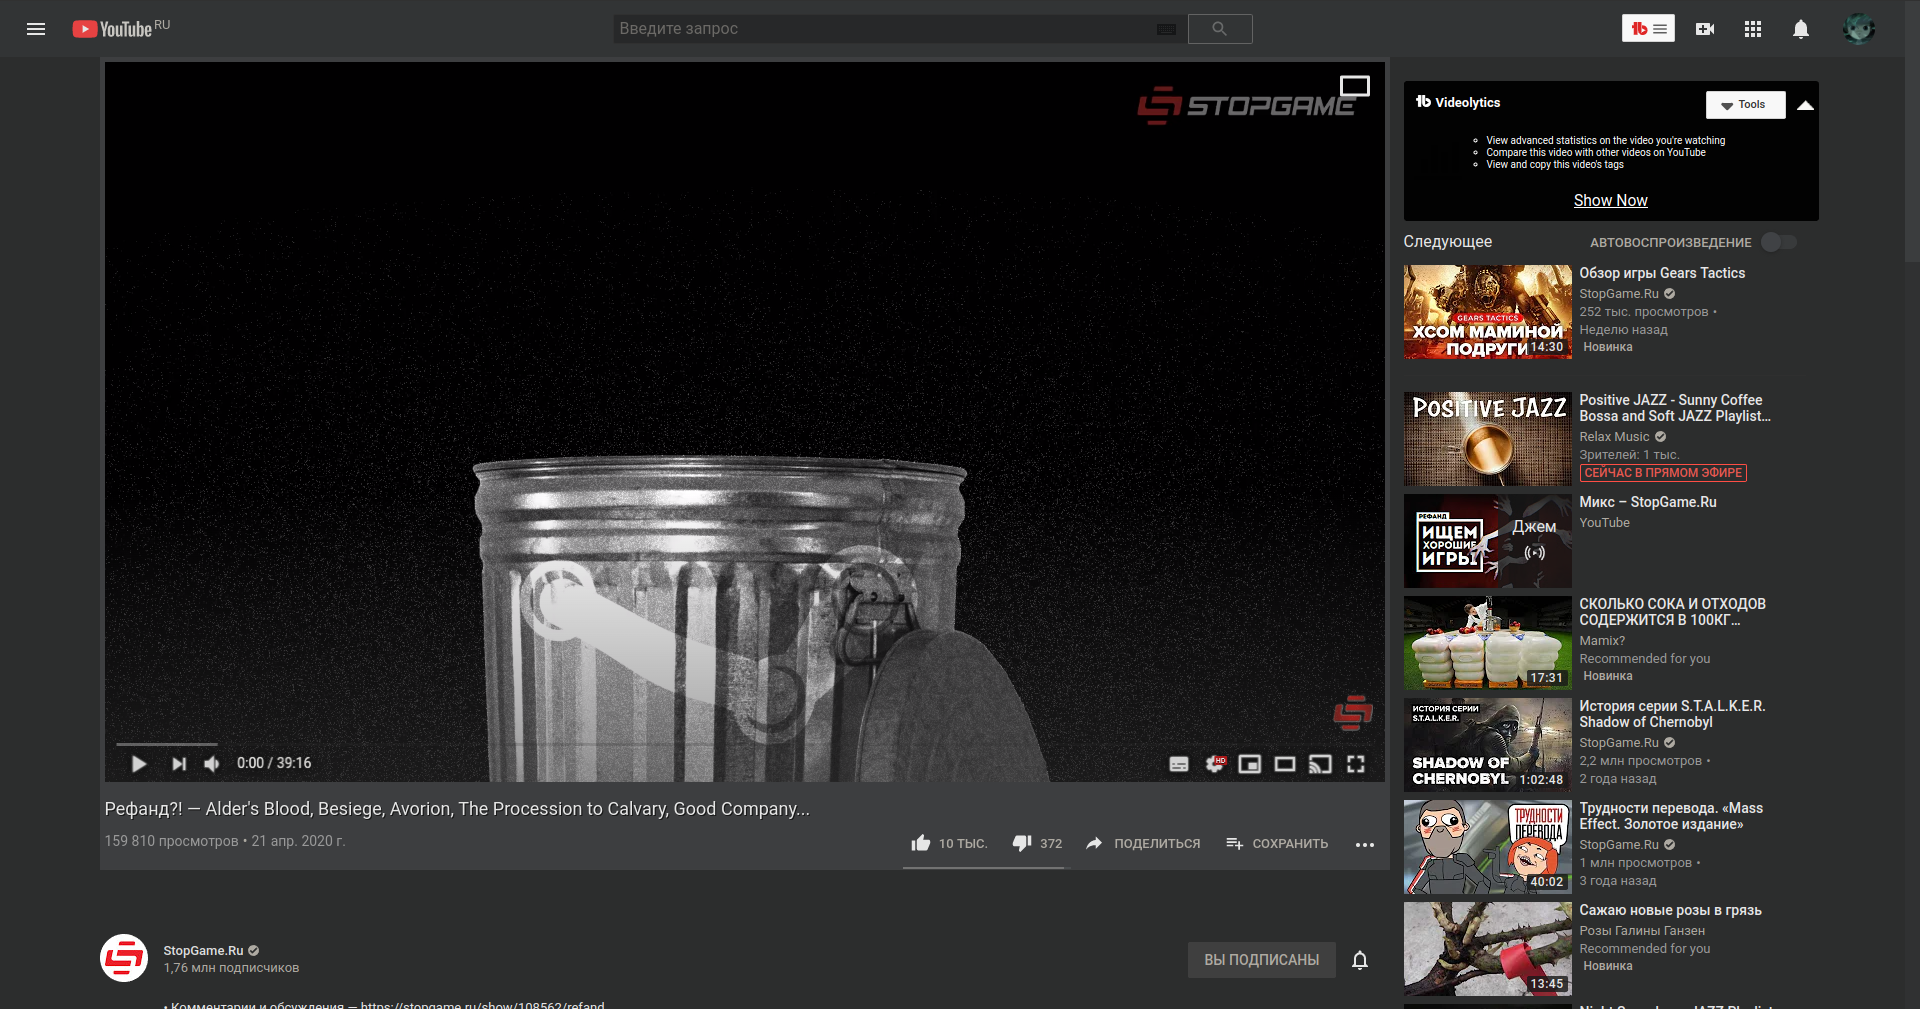 YouTube RU
Введите запрос
STOPGAME
0:00 / 39:16
HD
Рефанд?! — Alder's Blood, Besiege, Avorion, The Procession to Calvary, Good Company...
159 810 просмотров • 21 апр. 2020 г.
10 ТЫС.
372
ПОДЕЛИТЬСЯ
СОХРАНИТЬ
StopGame.Ru
1,76 млн подписчиков
ВЫ ПОДПИСАНЫ
• Комментарии и обсуждения — https://stopgame.ru/show/108562/refand
Videolytics
Tools
View advanced statistics on the video you're watching
Compare this video with other videos on YouTube
View and copy this video's tags
Show Now
Следующее
АВТОВОСПРОИЗВЕДЕНИЕ
GEARS TACTICS
XCOM МАМИНОЙ
ПОДРУГИ
14:30
Обзор игры Gears Tactics
StopGame.Ru
252 тыс. просмотров •
Неделю назад
Новинка
POSITIVE JAZZ
Positive JAZZ - Sunny Coffee
Bossa and Soft JAZZ Playlist...
Relax Music
Зрителей: 1 тыс.
СЕЙЧАС В ПРЯМОМ ЭФИРЕ
РЕФАНД
ИЩЕМ
ХОРОШИЕ
ИГРЫ
Джем
Микс – StopGame.Ru
YouTube
17:31
СКОЛЬКО СОКА И ОТХОДОВ
СОДЕРЖИТСЯ В 100КГ...
Mamix?
Recommended for you
Новинка
ИСТОРИЯ СЕРИИ
S.T.A.L.K.E.R.
SHADOW OF
CHERNOBYL
1:02:48
История серии S.T.A.L.K.E.R.
Shadow of Chernobyl
StopGame.Ru
2,2 млн просмотров •
2 года назад
ТРУДНОСТИ
ПЕРЕВОДА
40:02
Трудности перевода. «Mass
Effect. Золотое издание»
StopGame.Ru
1 млн просмотров •
3 года назад
13:45
Сажаю новые розы в грязь
Розы Галины Ганзен
Recommended for you
Новинка